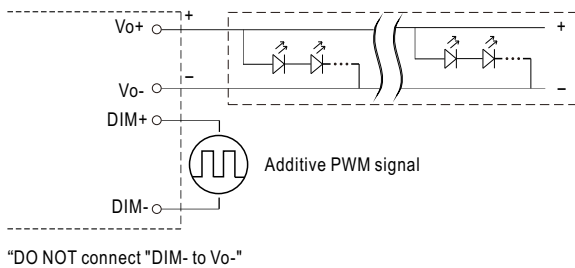 Vo+
+
+
–
Vo-
–
DIM+
Additive PWM signal
DIM-
“DO NOT connect "DIM- to Vo-"